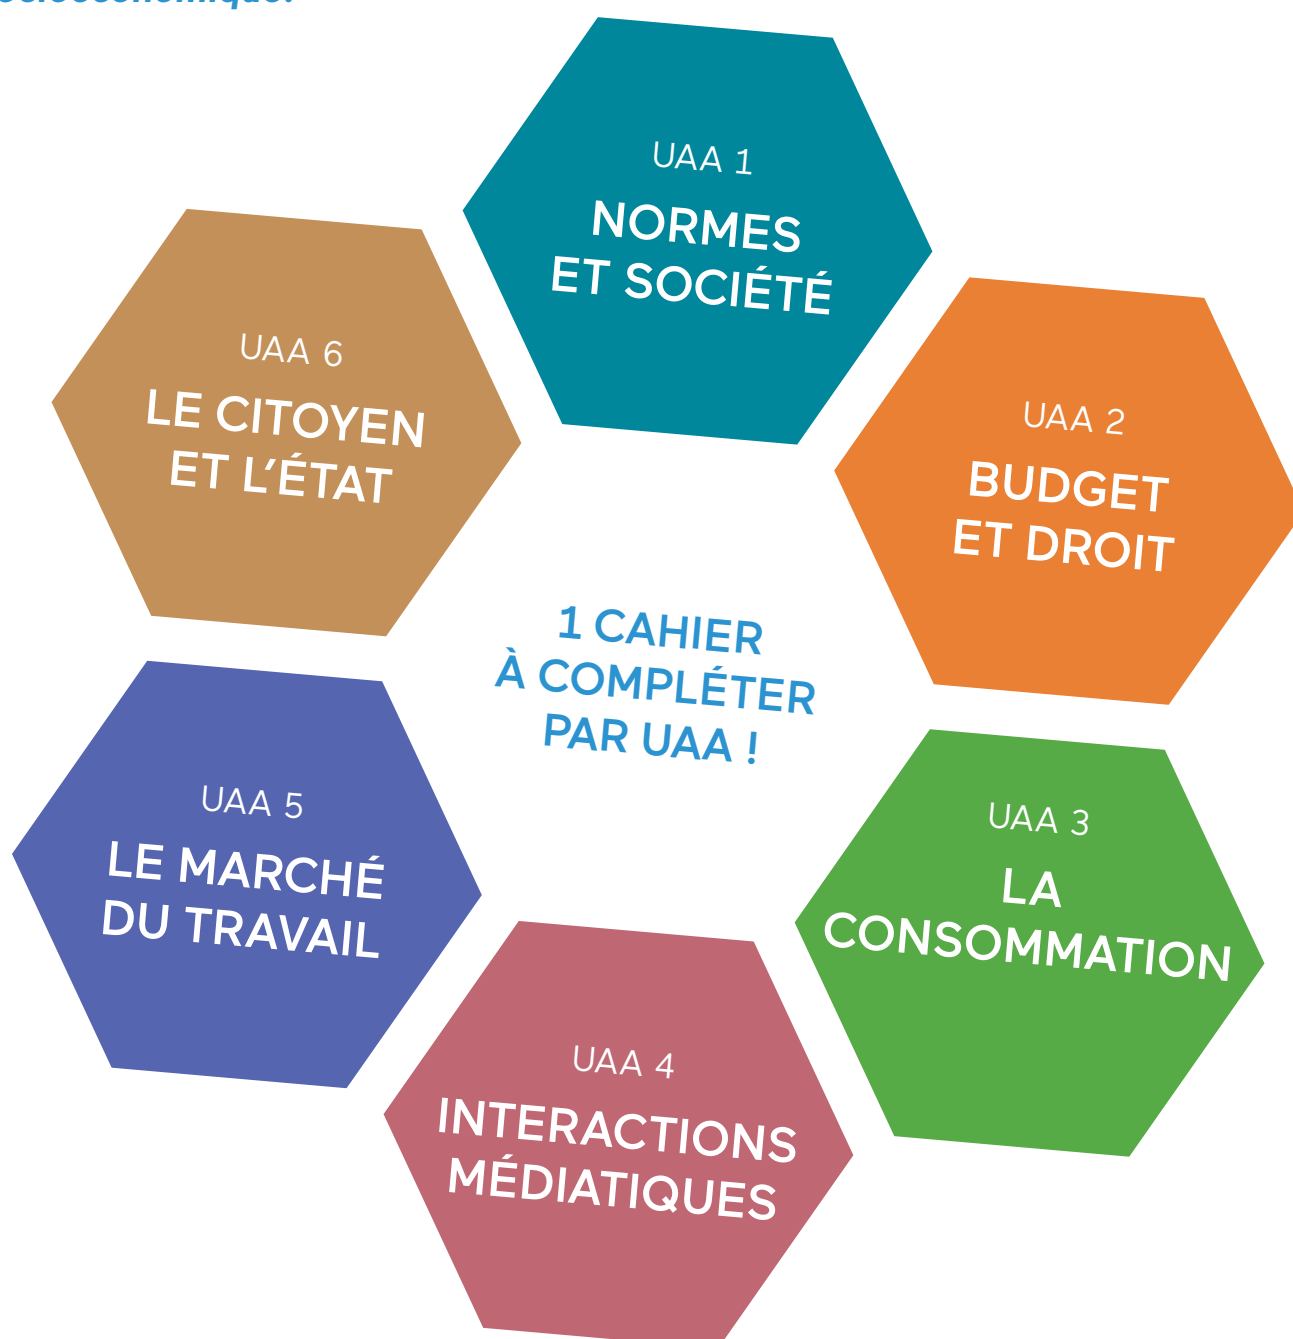 socioéconomique.
UAA 1
NORMES
ET SOCIÉTÉ
UAA 2
BUDGET
ET DROIT
UAA 3
LA
CONSOMMATION
UAA 4
INTERACTIONS
MÉDIATIQUES
UAA 5
LE MARCHÉ
DU TRAVAIL
UAA 6
LE CITOYEN
ET L’ÉTAT
1 CAHIER
À COMPLÉTER
PAR UAA !